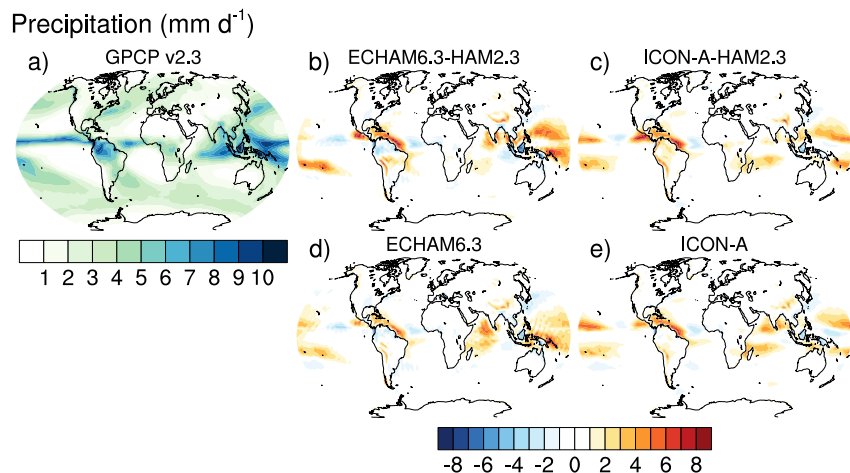 Precipitation (mm d-1)
a) GPCP v2.3
b) ECHAM6.3-HAM2.3
c) ICON-A-HAM2.3
1 2 3 4 5 6 7 8 9 10
d) ECHAM6.3
e) ICON-A
-8 -6 -4 -2 0 2 4 6 8